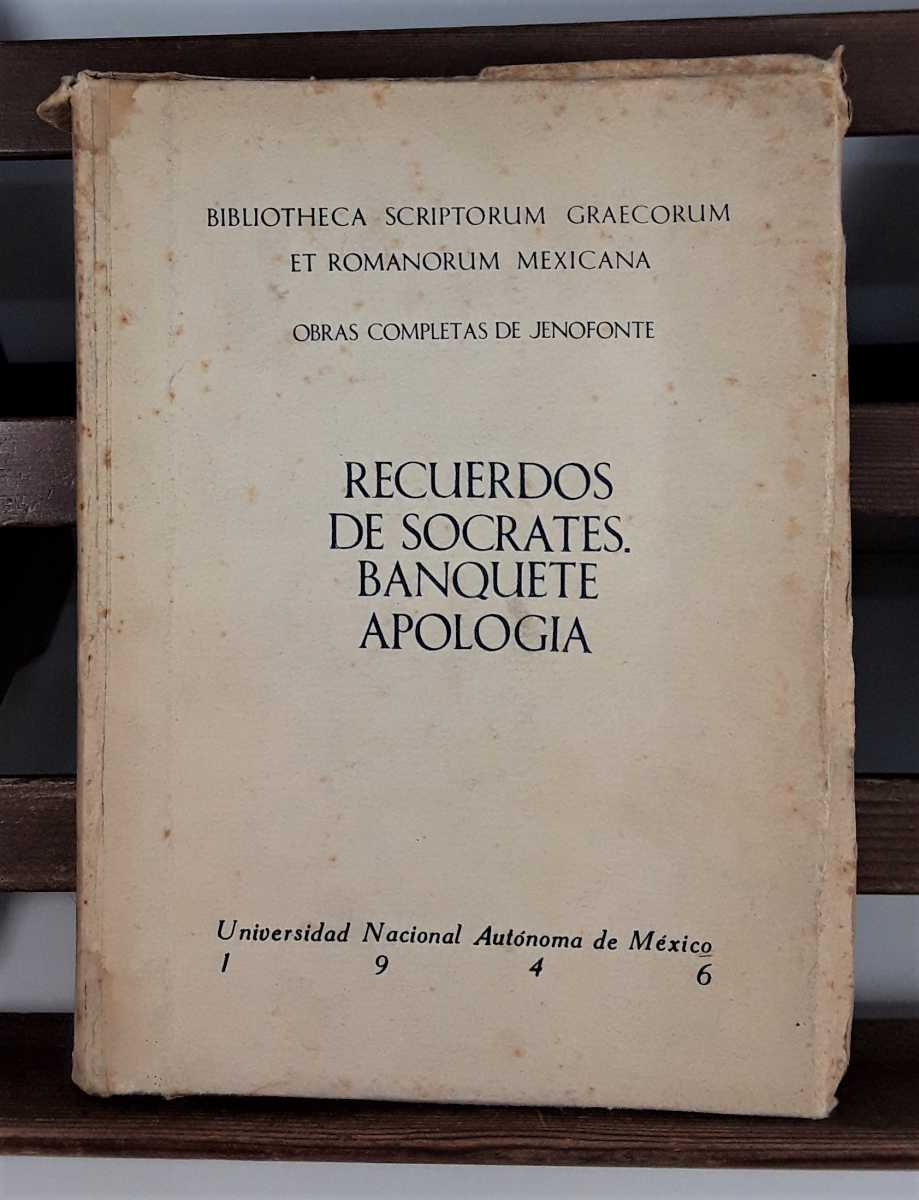 BIBLIOTHECA SCRIPTORUM GRAECORUM
ET ROMANORUM MEXICANA
OBRAS COMPLETAS DE JENOFONTE
RECUERDOS
DE SOCRATES.
BANQUETE
APOLOGIA
Universidad Nacional Autónoma de México
1 9 4 6